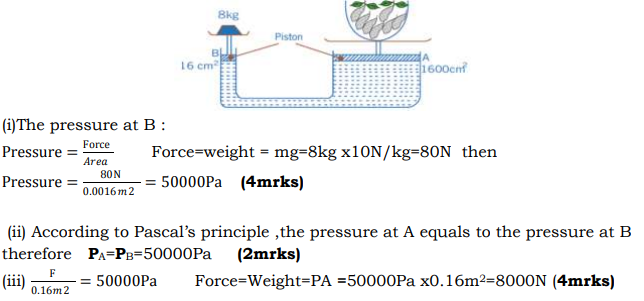 8kg
Piston
B
A
16 cm²
1600cm²
(i)The pressure at B :
Pressure = Force/Area Force=weight = mg=8kg x10N/kg=80N then
Pressure = 80N/0.0016m2 = 50000Pa (4mrks)
(ii) According to Pascal’s principle ,the pressure at A equals to the pressure at B
therefore PA=PB=50000Pa (2mrks)
(iii) F/0.16m2 = 50000Pa Force=Weight=PA =50000Pa x0.16m²=8000N (4mrks)